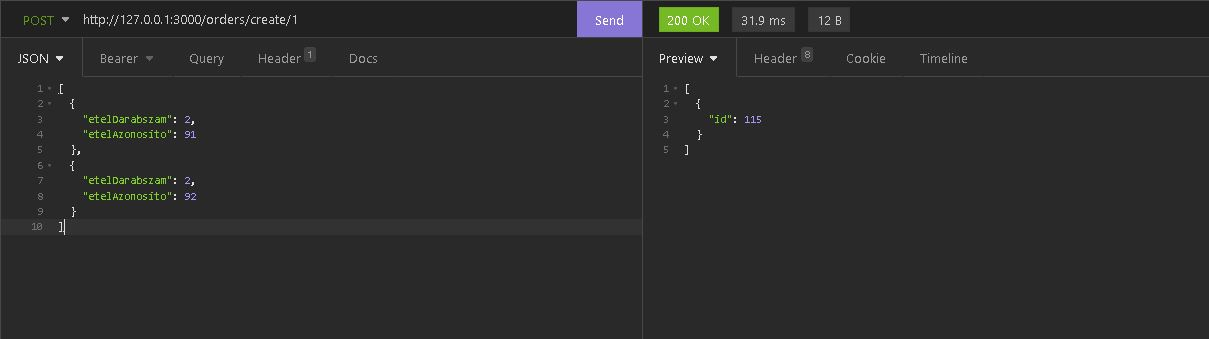 POST http://127.0.0.1:3000/orders/create/1 Send 200 OK 31.9 ms 12 B
JSON Bearer Query Header 1 Docs Preview Header 8 Cookie Timeline
1 [
2 {
3 "etelDarabszam": 2,
4 "etelAzonosito": 91
5 },
6 {
7 "etelDarabszam": 2,
8 "etelAzonosito": 92
9 }
10 ]
1 [
2 {
3 "id": 115
4 }
5 ]